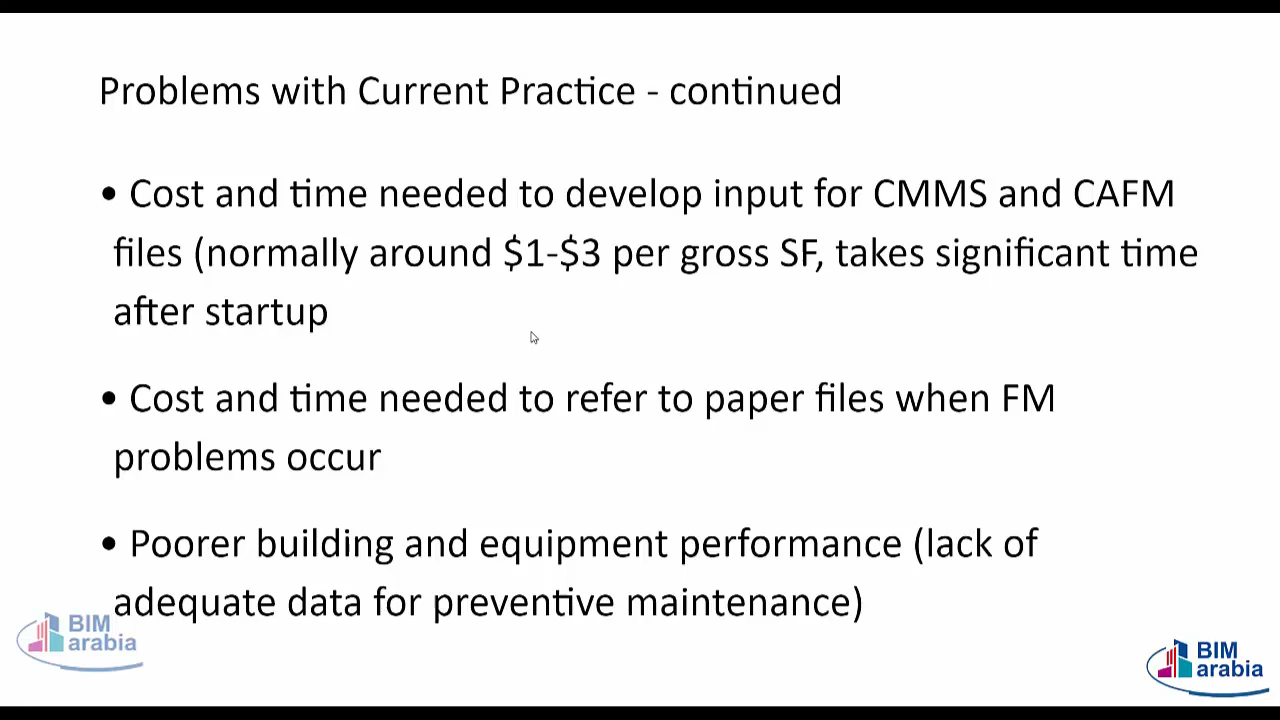 Problems with Current Practice - continued
• Cost and time needed to develop input for CMMS and CAFM
files (normally around $1-$3 per gross SF, takes significant time
after startup
• Cost and time needed to refer to paper files when FM
problems occur
• Poorer building and equipment performance (lack of
adequate data for preventive maintenance)
BIM
arabia
BIM
arabia